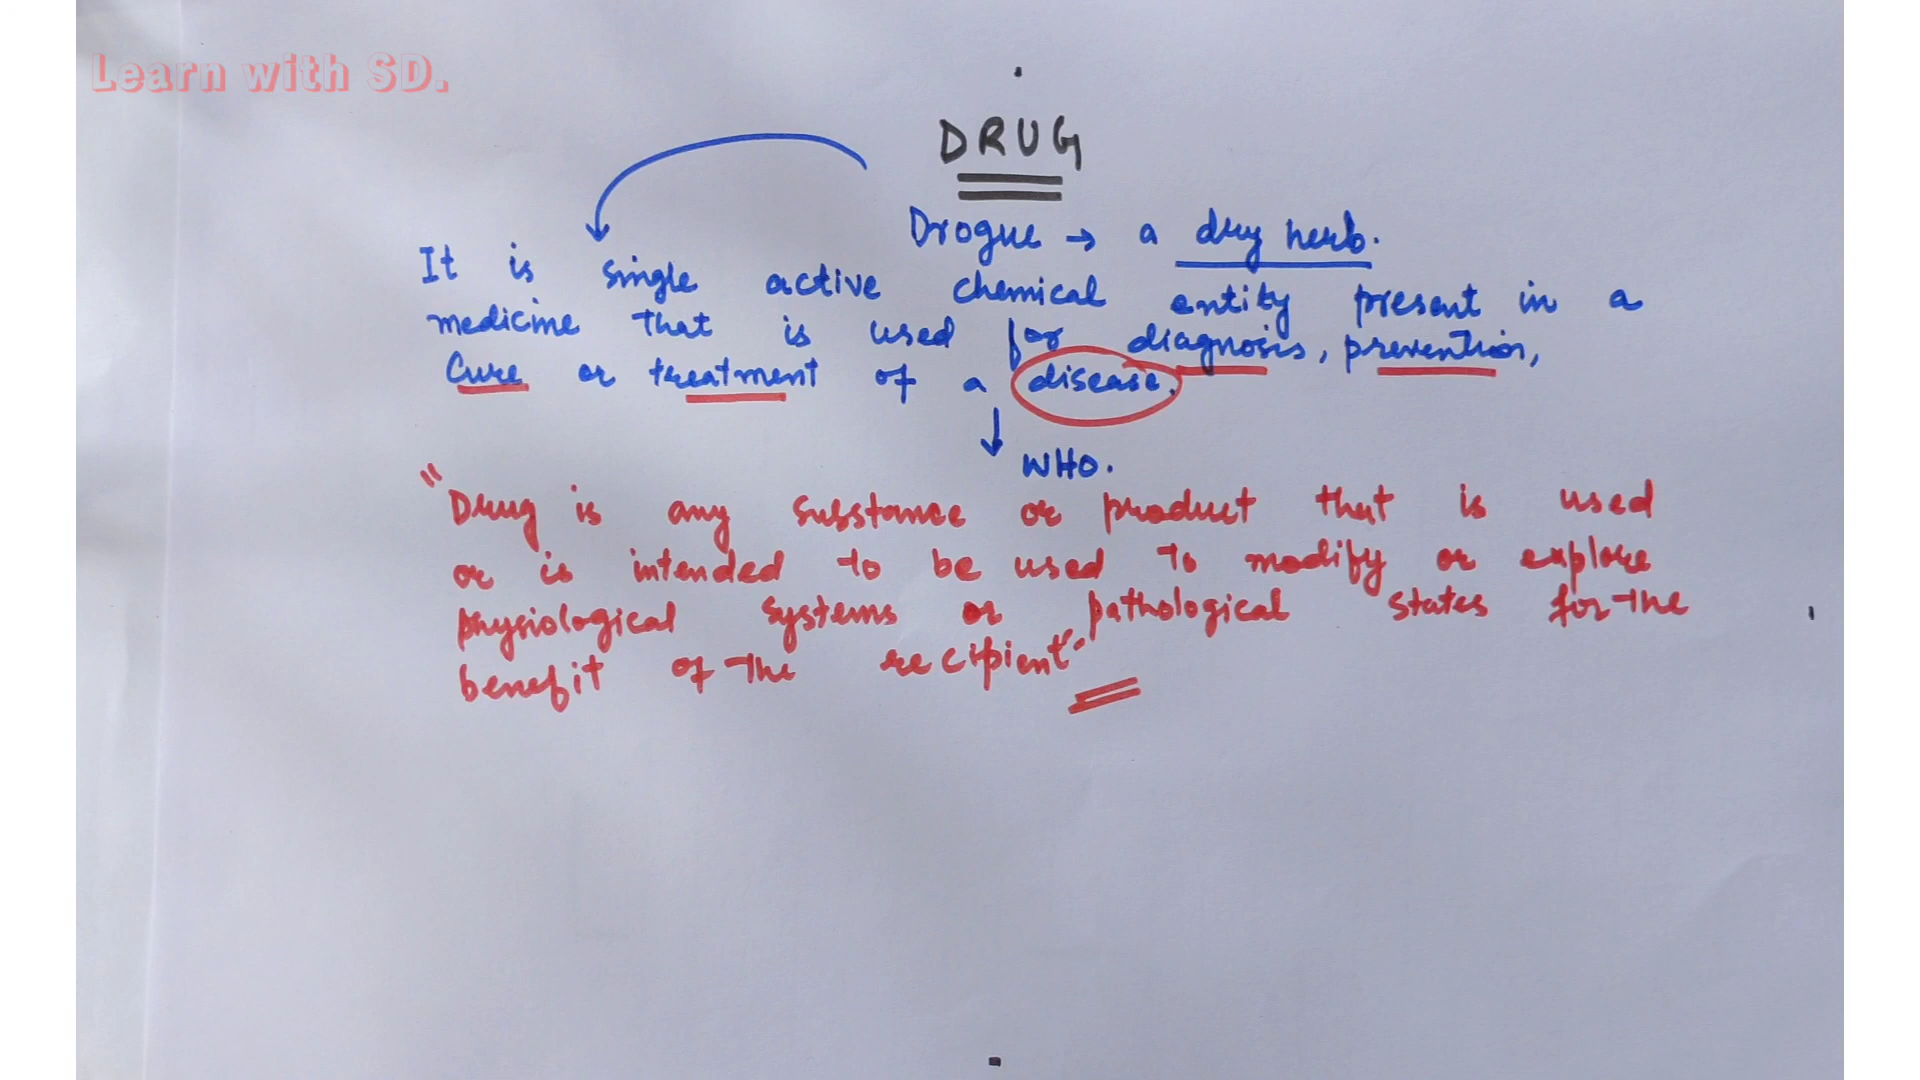 Learn with SD.
DRUG
Drogue → a dry herb.
It is single active chemical entity present in a
medicine that is used for diagnosis, prevention,
Cure or treatment of a disease.
↓ WHO.
"Drug is any substance or product that is used
or is intended to be used to modify or explore
physiological systems or pathological states for the
benefit of the recipient"